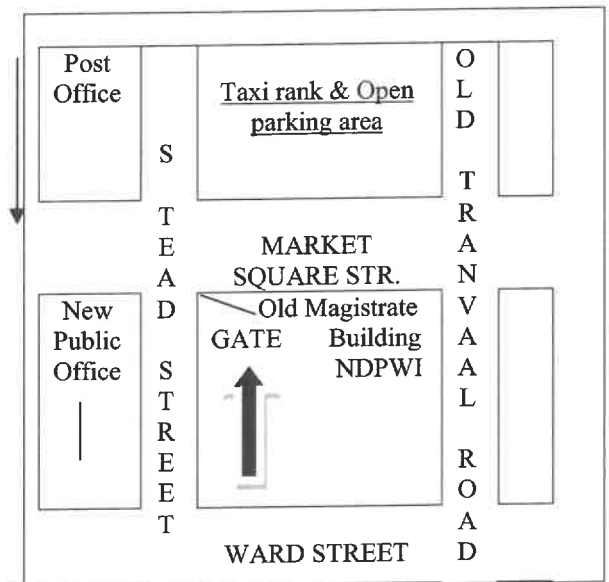 Post
Office
Taxi rank & Open
parking area
S TEAD STREET
OLD TRANVAAL ROAD
MARKET
SQUARE STR.
New
Public
Office
Old Magistrate
GATE Building
NDPWI
WARD STREET